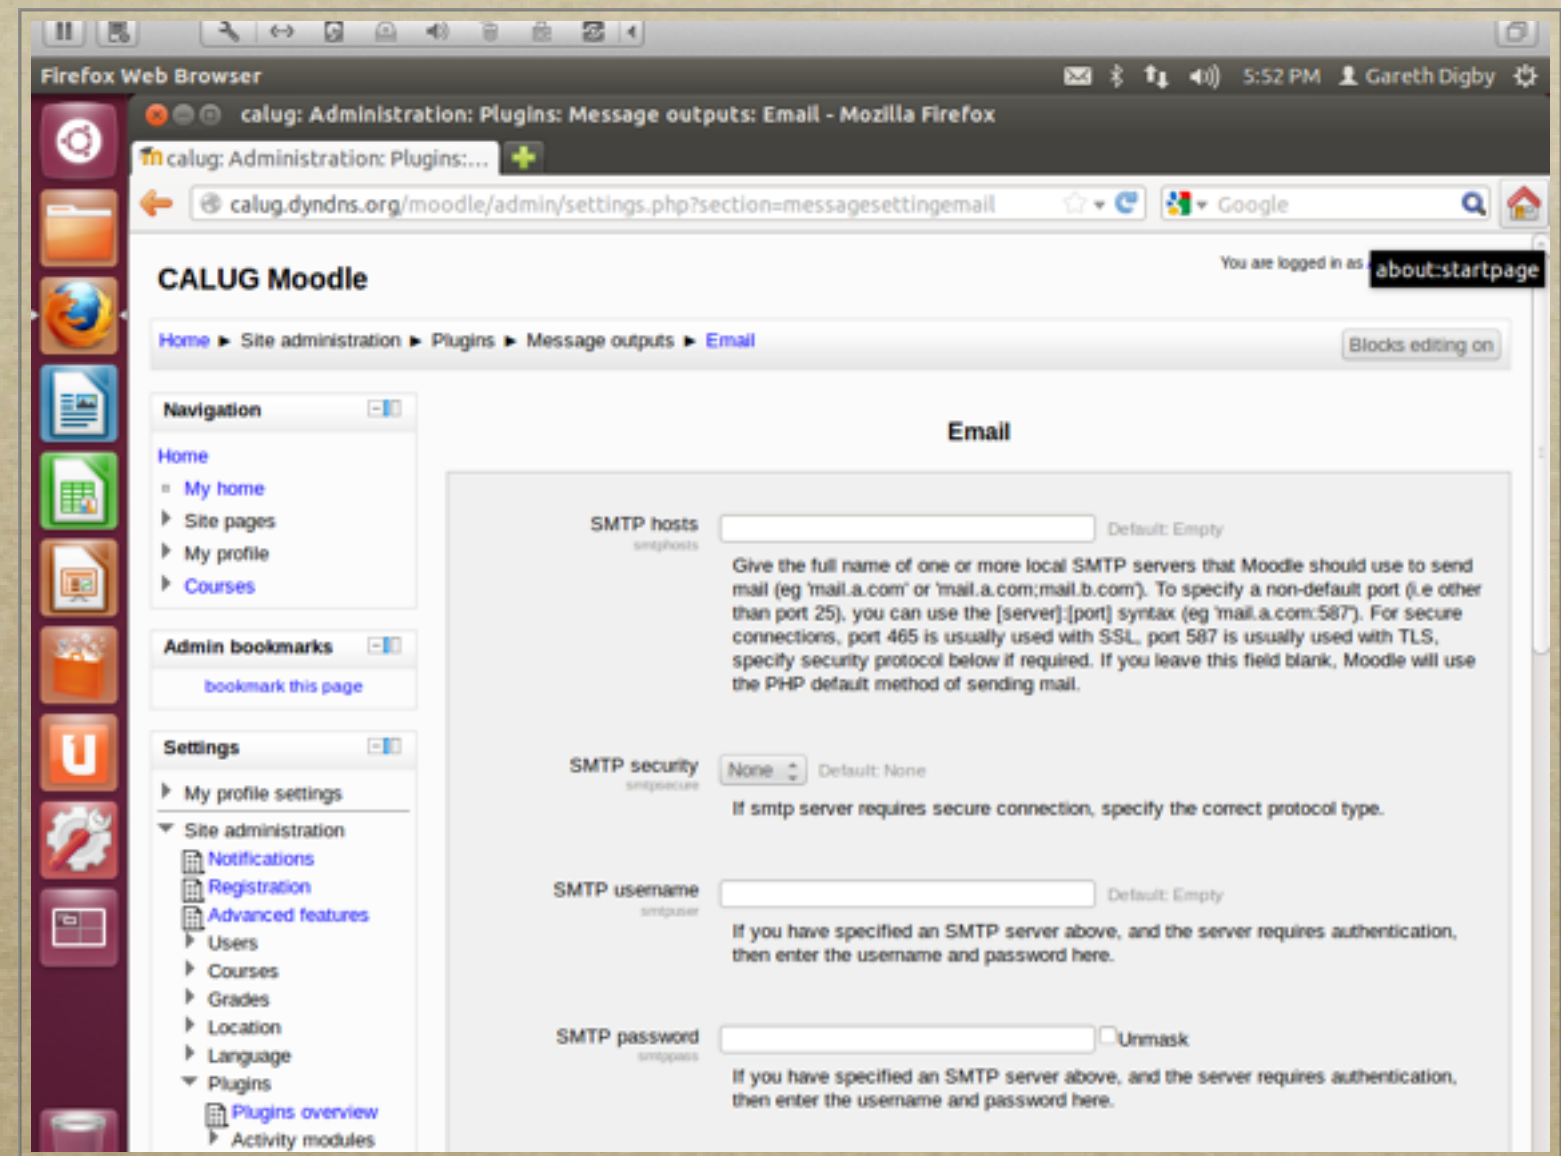 Firefox Web Browser
5:52 PM Gareth Digby
calug: Administration: Plugins: Message outputs: Email - Mozilla Firefox
calug: Administration: Plugins:...
calug.dyndns.org/moodle/admin/settings.php?section=messagesettingemail
Google
CALUG Moodle
You are logged in as
about:startpage
Home ► Site administration ► Plugins ► Message outputs ► Email
Blocks editing on
Navigation
Home
My home
Site pages
My profile
Courses
Admin bookmarks
bookmark this page
Settings
My profile settings
Site administration
Notifications
Registration
Advanced features
Users
Courses
Grades
Location
Language
Plugins
Plugins overview
Activity modules
Email
SMTP hosts
smtphosts
Default: Empty
Give the full name of one or more local SMTP servers that Moodle should use to send
mail (eg 'mail.a.com' or 'mail.a.com;mail.b.com'). To specify a non-default port (i.e other
than port 25), you can use the [server]:[port] syntax (eg 'mail.a.com:587'). For secure
connections, port 465 is usually used with SSL, port 587 is usually used with TLS,
specify security protocol below if required. If you leave this field blank, Moodle will use
the PHP default method of sending mail.
SMTP security
smtpsecure
None
Default: None
If smtp server requires secure connection, specify the correct protocol type.
SMTP username
smtpuser
Default: Empty
If you have specified an SMTP server above, and the server requires authentication,
then enter the username and password here.
SMTP password
smtppass
Unmask
If you have specified an SMTP server above, and the server requires authentication,
then enter the username and password here.